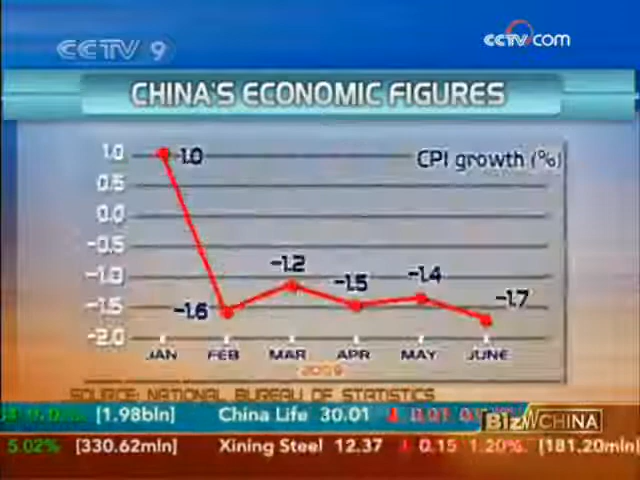 CCTV 9
CCTV.com
CHINA'S ECONOMIC FIGURES
CPI growth (%)
1.0
0.5
0.0
-0.5
-1.0
-1.5
-2.0
1.0
-1.6
-1.2
-1.5
-1.4
-1.7
JAN FEB MAR APR MAY JUNE
2009
SOURCE: NATIONAL BUREAU OF STATISTICS
[1.98bln] China Life 30.01 ↓ 0.01
BizCHINA
5.02% [330.62mln] Xining Steel 12.37 ↓ 0.15 1.20% [181.20mln]